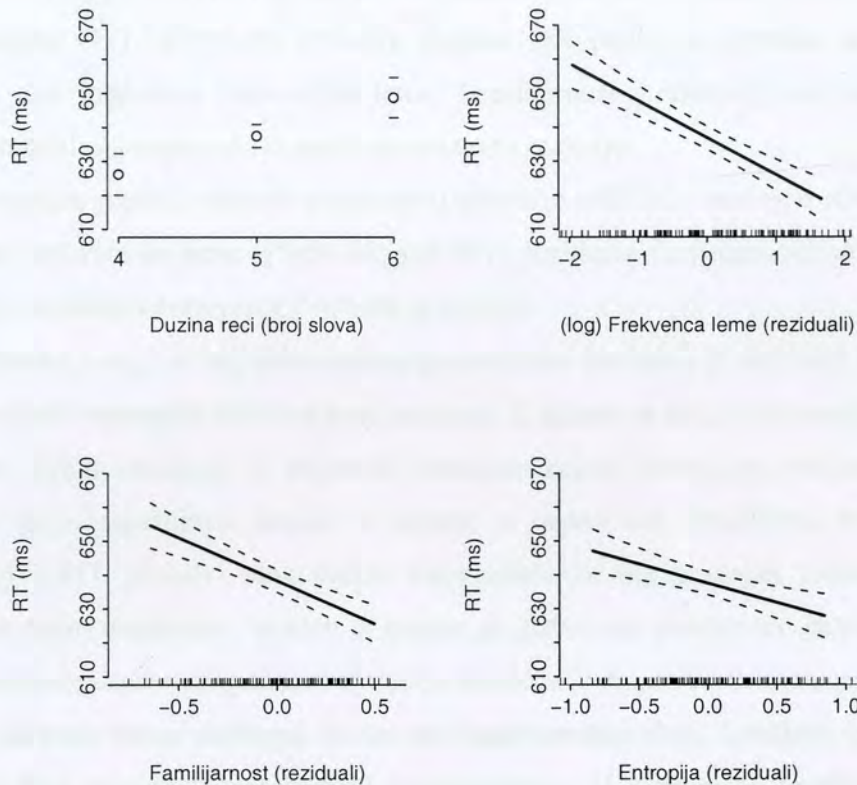 RT (ms)
610 630 650 670
4 5
Duzina reci (broj slova)
RT (ms)
610 630 650 670
−2 −1 0 1 2
(log) Frekvenca leme (reziduali)
RT (ms)
610 630 650 670
−0.5 0.0 0.5
Familijarnost (reziduali)
RT (ms)
610 630 650 670
−1.0 −0.5 0.0 0.5 1.0
Entropija (reziduali)